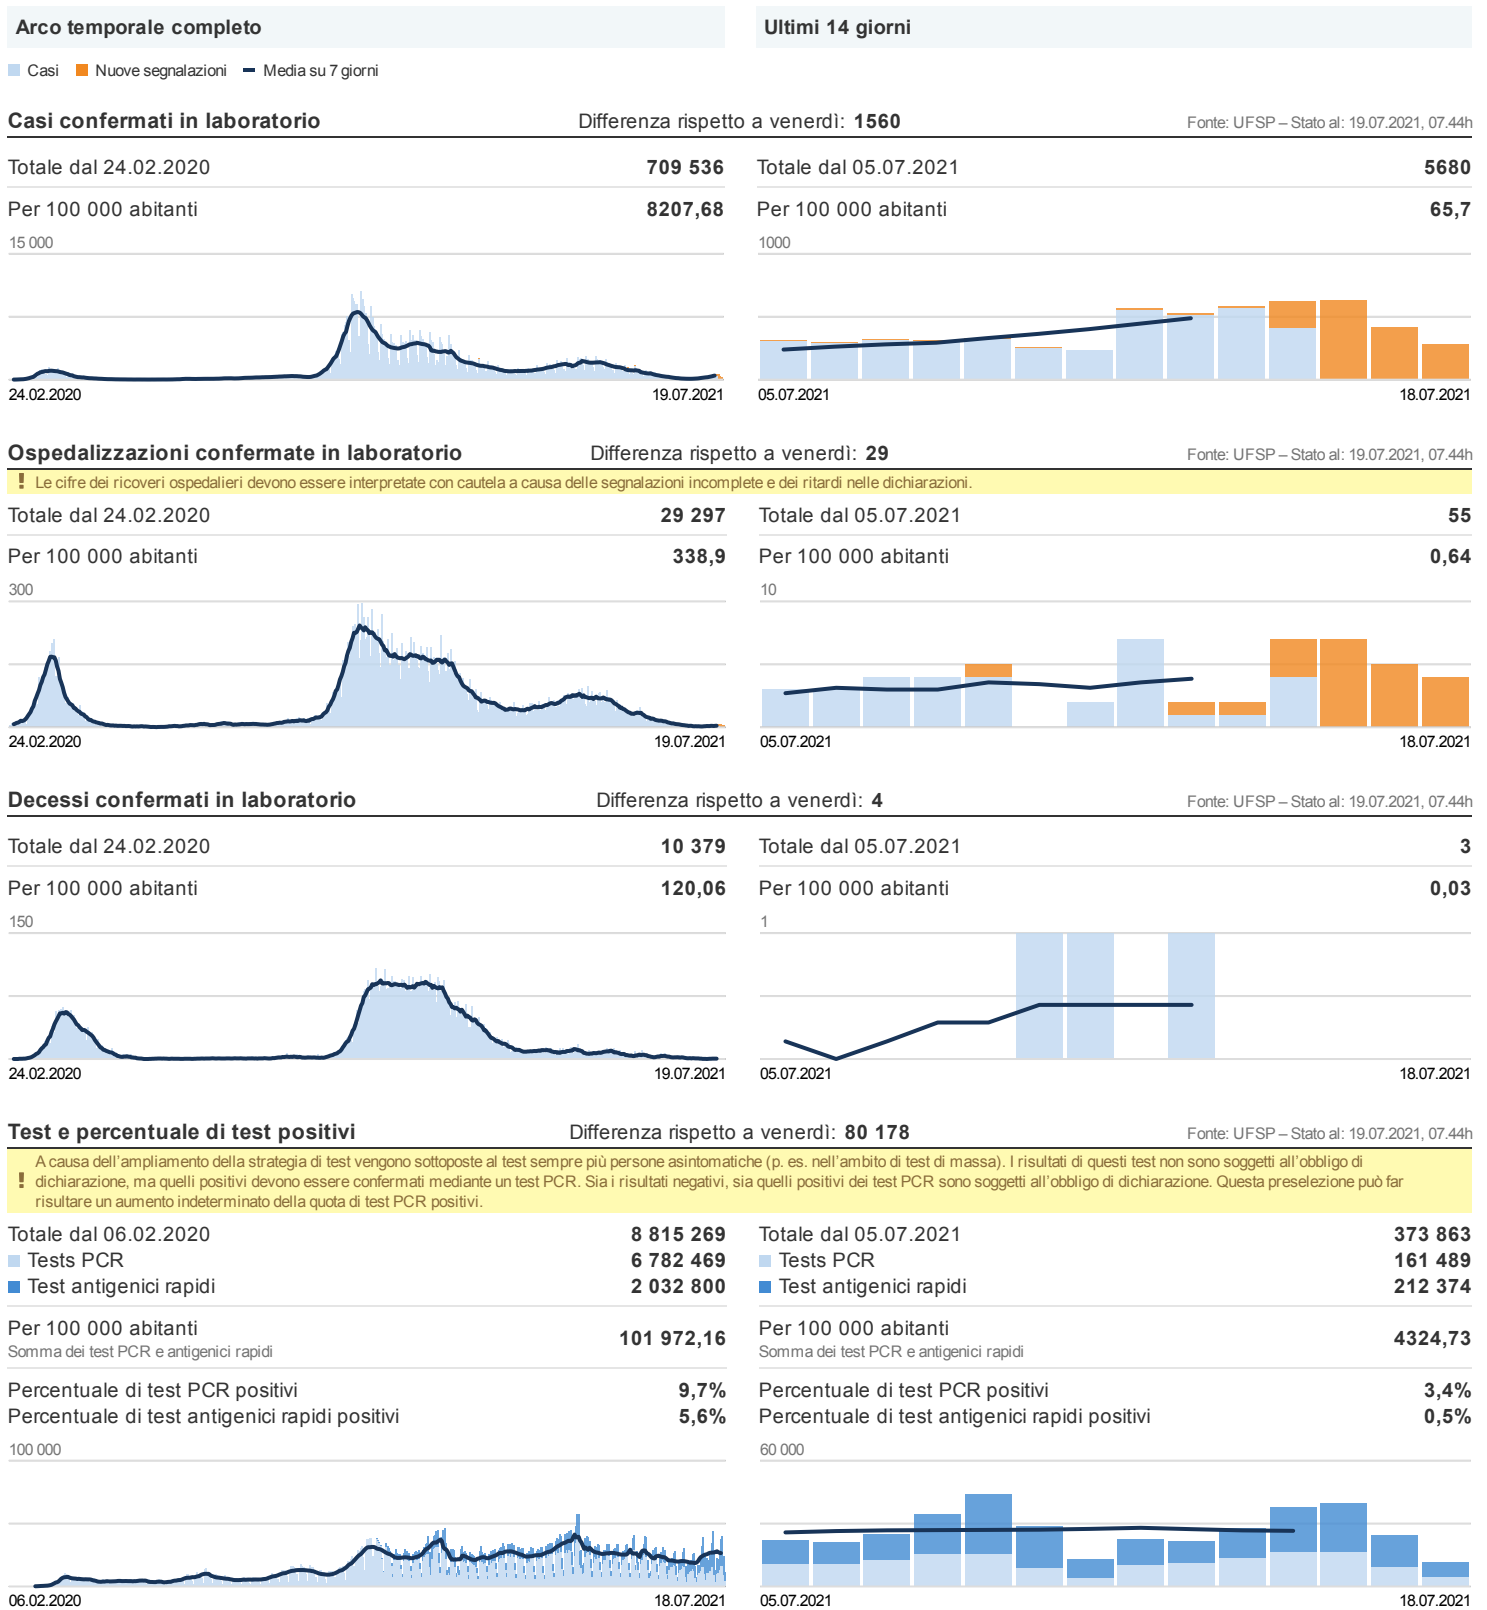 Arco temporale completo
Ultimi 14 giorni
Casi Nuove segnalazioni Media su 7 giorni
Casi confermati in laboratorio Differenza rispetto a venerdì: 1560 Fonte: UFSP – Stato al: 19.07.2021, 07.44h
Totale dal 24.02.2020 709 536
Per 100 000 abitanti 8207,68
15 000
24.02.2020 19.07.2021
Totale dal 05.07.2021 5680
Per 100 000 abitanti 65,7
1000
05.07.2021 18.07.2021
Ospedalizzazioni confermate in laboratorio Differenza rispetto a venerdì: 29 Fonte: UFSP – Stato al: 19.07.2021, 07.44h
! Le cifre dei ricoveri ospedalieri devono essere interpretate con cautela a causa delle segnalazioni incomplete e dei ritardi nelle dichiarazioni.
Totale dal 24.02.2020 29 297
Per 100 000 abitanti 338,9
300
24.02.2020 19.07.2021
Totale dal 05.07.2021 55
Per 100 000 abitanti 0,64
10
05.07.2021 18.07.2021
Decessi confermati in laboratorio Differenza rispetto a venerdì: 4 Fonte: UFSP – Stato al: 19.07.2021, 07.44h
Totale dal 24.02.2020 10 379
Per 100 000 abitanti 120,06
150
24.02.2020 19.07.2021
Totale dal 05.07.2021 3
Per 100 000 abitanti 0,03
1
05.07.2021 18.07.2021
Test e percentuale di test positivi Differenza rispetto a venerdì: 80 178 Fonte: UFSP – Stato al: 19.07.2021, 07.44h
A causa dell'ampliamento della strategia di test vengono sottoposte al test sempre più persone asintomatiche (p. es. nell'ambito di test di massa). I risultati di questi test non sono soggetti all'obbligo di
! dichiarazione, ma quelli positivi devono essere confermati mediante un test PCR. Sia i risultati negativi, sia quelli positivi dei test PCR sono soggetti all'obbligo di dichiarazione. Questa preselezione può far
risultare un aumento indeterminato della quota di test PCR positivi.
Totale dal 06.02.2020 8 815 269
Tests PCR 6 782 469
Test antigenici rapidi 2 032 800
Per 100 000 abitanti 101 972,16
Somma dei test PCR e antigenici rapidi
Percentuale di test PCR positivi 9,7%
Percentuale di test antigenici rapidi positivi 5,6%
100 000
06.02.2020 18.07.2021
Totale dal 05.07.2021 373 863
Tests PCR 161 489
Test antigenici rapidi 212 374
Per 100 000 abitanti 4324,73
Somma dei test PCR e antigenici rapidi
Percentuale di test PCR positivi 3,4%
Percentuale di test antigenici rapidi positivi 0,5%
60 000
05.07.2021 18.07.2021